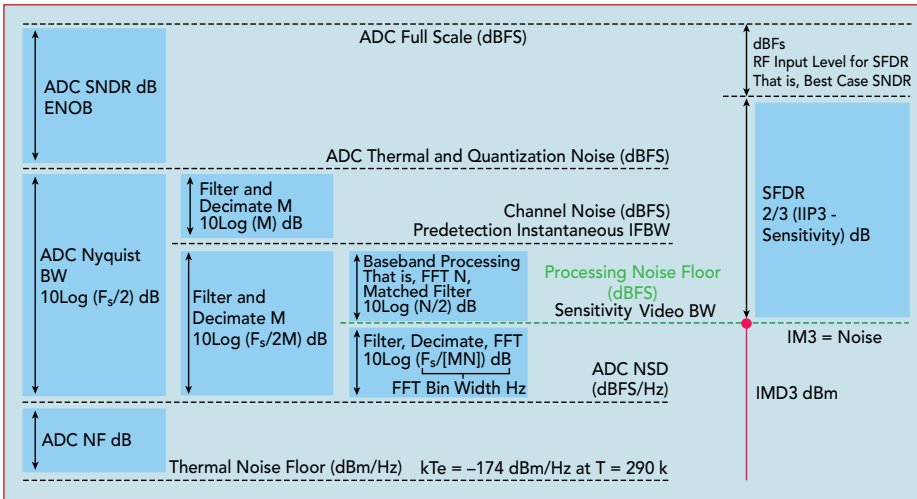 ADC Full Scale (dBFS)
dBFs
RF Input Level for SFDR
That is, Best Case SNDR
ADC SNDR dB
ENOB
ADC Thermal and Quantization Noise (dBFS)
Filter and
Decimate M
10Log (M) dB
Channel Noise (dBFS)
Predetection Instantaneous IFBW
SFDR
2/3 (IIP3 -
Sensitivity) dB
ADC Nyquist
BW
10Log (Fs/2) dB
Filter and
Decimate M
10Log (Fs/2M) dB
Baseband Processing
That is, FFT N,
Matched Filter
10Log (N/2) dB
Processing Noise Floor
(dBFS)
Sensitivity Video BW
Filter, Decimate, FFT
10Log (Fs/[MN]) dB
FFT Bin Width Hz
IM3 = Noise
ADC NSD
(dBFS/Hz)
IMD3 dBm
ADC NF dB
Thermal Noise Floor (dBm/Hz) kTe = –174 dBm/Hz at T = 290 k